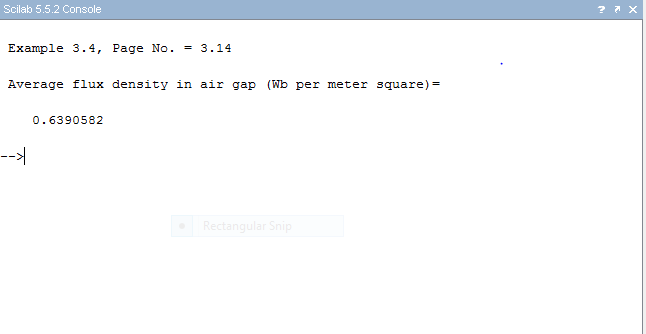 Scilab 5.5.2 Console
Example 3.4, Page No. = 3.14
Average flux density in air gap (Wb per meter square)=
0.6390582
-->
Rectangular Snip